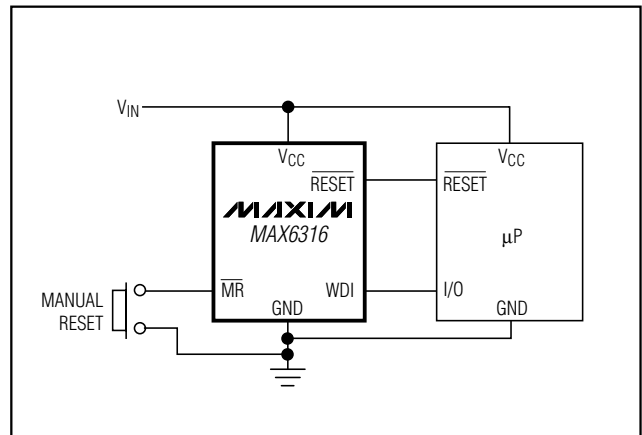 VIN
VCC
RESET
MAXIM
MAX6316
MR
WDI
GND
MANUAL
RESET
VCC
RESET
µP
I/O
GND